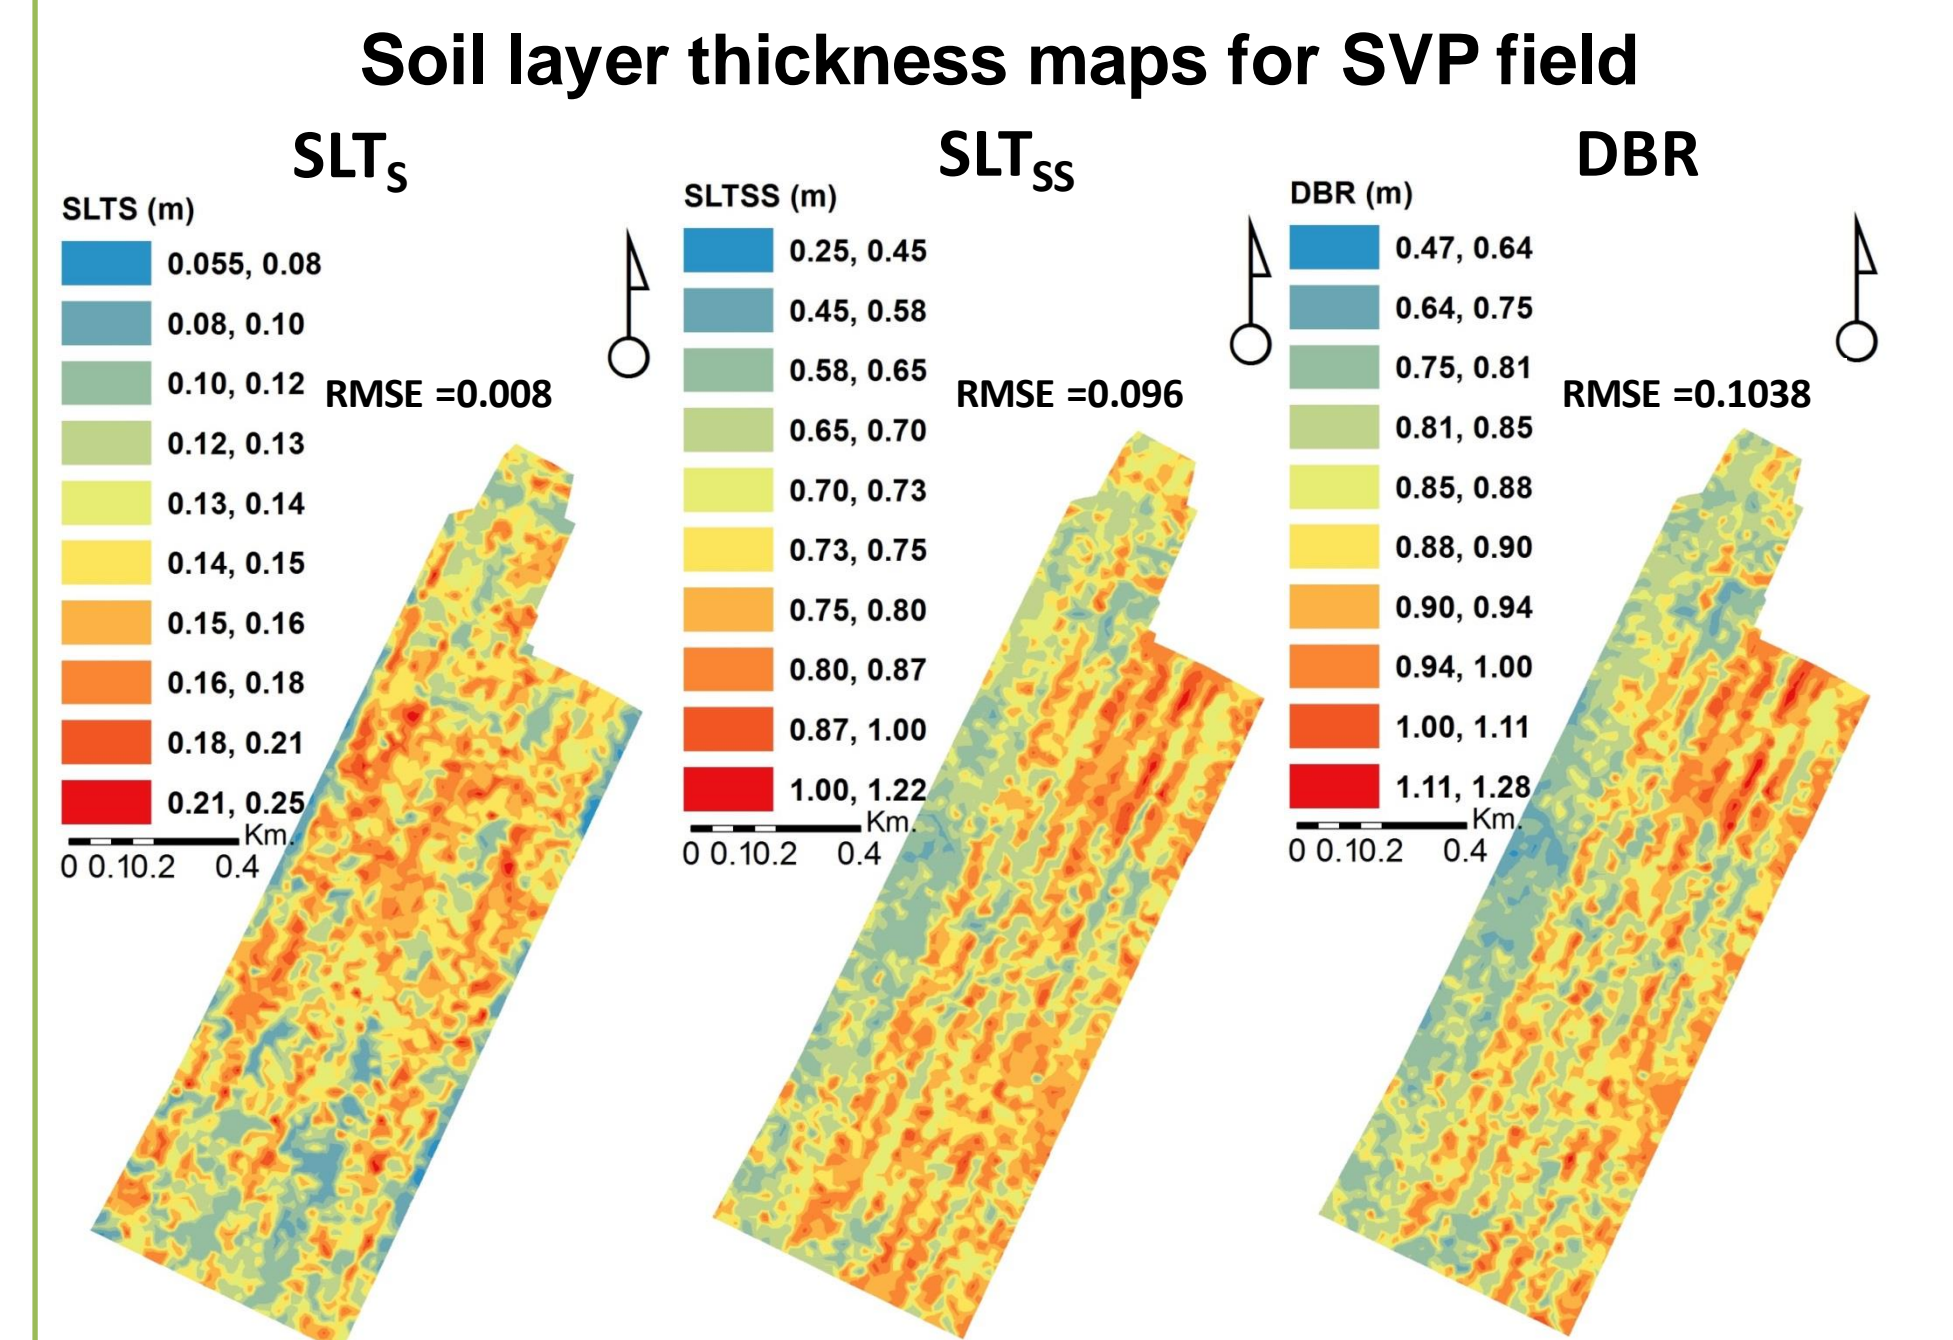 Soil layer thickness maps for SVP field
SLTS
SLTS (m)
0.055, 0.08
0.08, 0.10
0.10, 0.12
0.12, 0.13
0.13, 0.14
0.14, 0.15
0.15, 0.16
0.16, 0.18
0.18, 0.21
0.21, 0.25
Km.
0 0.10.2 0.4
RMSE =0.008
SLTSS
SLTSS (m)
0.25, 0.45
0.45, 0.58
0.58, 0.65
0.65, 0.70
0.70, 0.73
0.73, 0.75
0.75, 0.80
0.80, 0.87
0.87, 1.00
1.00, 1.22
Km.
0 0.10.2 0.4
RMSE =0.096
DBR
DBR (m)
0.47, 0.64
0.64, 0.75
0.75, 0.81
0.81, 0.85
0.85, 0.88
0.88, 0.90
0.90, 0.94
0.94, 1.00
1.00, 1.11
1.11, 1.28
Km.
0 0.10.2 0.4
RMSE =0.1038